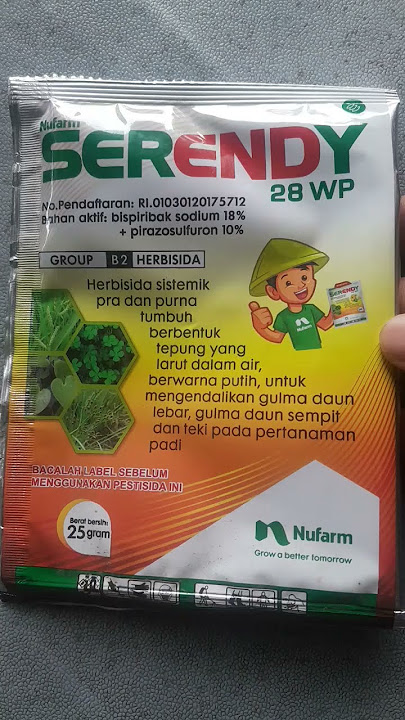 Nufarm
SERENDY
28 WP
No.Pendaftaran: RI.01030120175712
Bahan aktif: bispiribak sodium 18%
+ pirazosulfuron 10%
GROUP B2 HERBISIDA
Herbisida sistemik
pra dan purna
tumbuh
berbentuk
tepung yang
larut dalam air,
berwarna putih, untuk
mengendalikan gulma daun
lebar, gulma daun sempit
dan teki pada pertanaman
padi
Nufarm
SERENDY
BACALAH LABEL SEBELUM
MENGGUNAKAN PESTISIDA INI
Berat bersih:
25 gram
Nufarm
Grow a better tomorrow